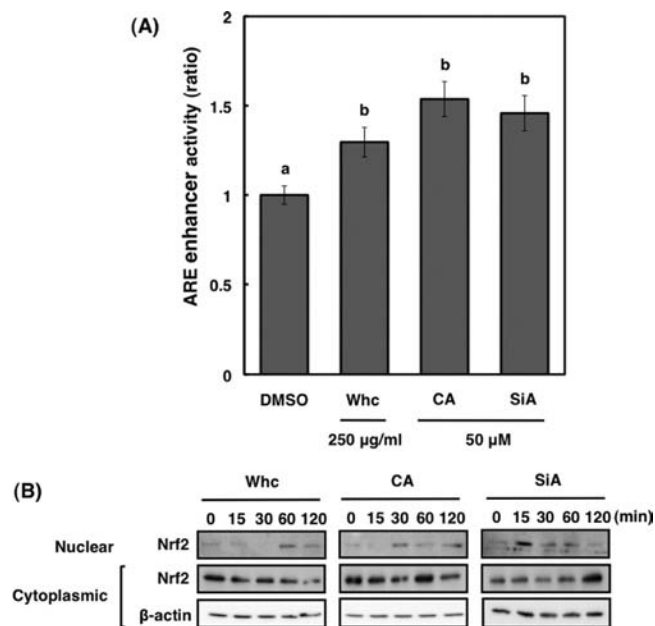 (A)
ARE enhancer activity (ratio)
2
1.5
1
0.5
0
a
b
b
b
DMSO Whc CA SiA
250 µg/ml 50 µM
(B)
Whc CA SiA
0 15 30 60 120 0 15 30 60 120 0 15 30 60 120 (min)
Nuclear Nrf2
Cytoplasmic Nrf2
β-actin